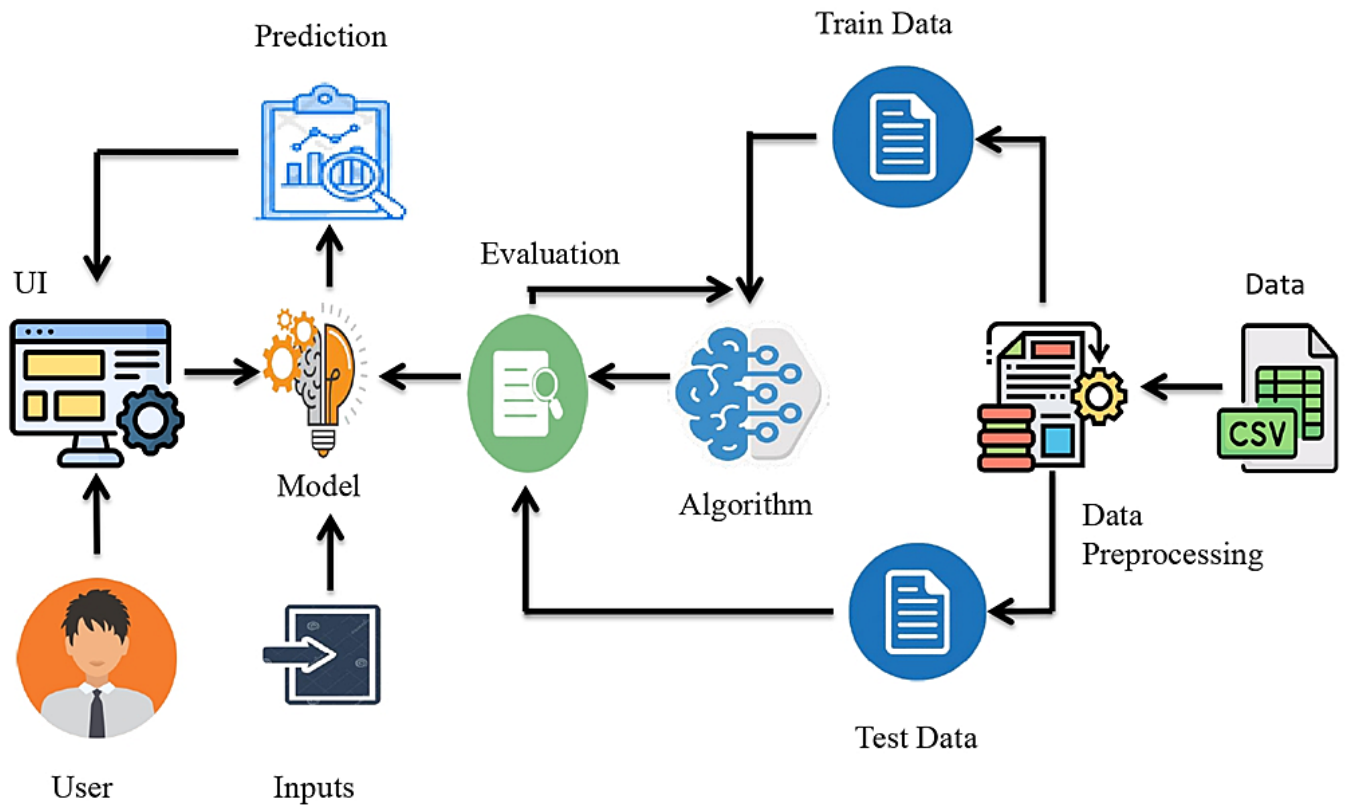 Train Data
Prediction
Evaluation
UI
Data
CSV
Model
Algorithm
Data
Preprocessing
Test Data
User
Inputs